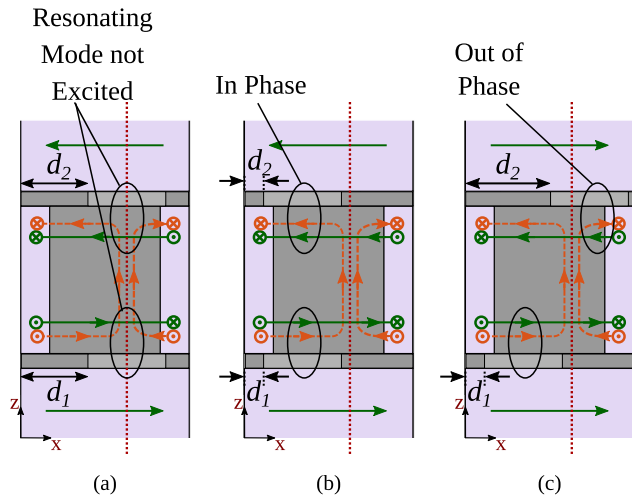 Resonating
Mode not
Excited
In Phase
Out of
Phase
d2
d2
d2
d1
d1
d1
z
x
z
x
z
x
(a)
(b)
(c)